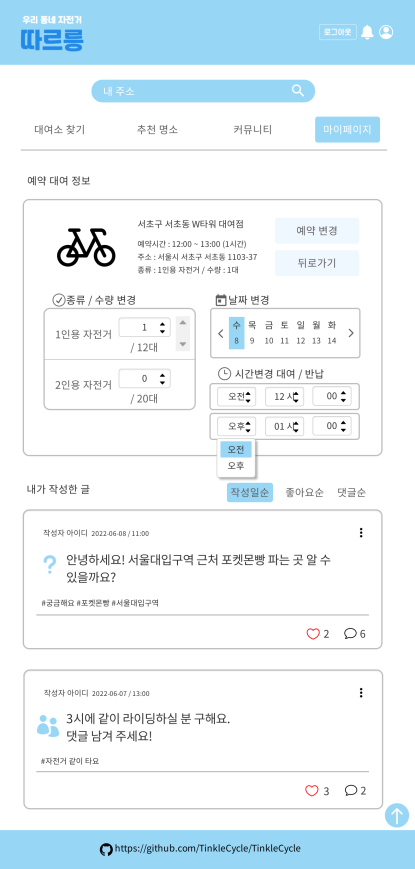 우리 동네 자전거
따르릉
로그아웃
내 주소
대여소 찾기 추천 명소 커뮤니티 마이페이지
예약 대여 정보
서초구 서초동 W타워 대여점
예약시간 : 12:00 ~ 13:00 (1시간)
주소 : 서울시 서초구 서초동 1103-37
종류 : 1인용 자전거 / 수량 : 1대
예약 변경
뒤로가기
종류 / 수량 변경
1인용 자전거 1
/ 12대
2인용 자전거 0
/ 20대
날짜 변경
수 목 금 토 일 월 화
8 9 10 11 12 13 14
시간변경 대여 / 반납
오전 12 시 00
오후 01 시 00
오전
오후
내가 작성한 글
작성일순 좋아요순 댓글순
작성자 아이디 2022-06-08 / 11:00
? 안녕하세요! 서울대입구역 근처 포켓몬빵 파는 곳 알 수
있을까요?
#궁금해요 #포켓몬빵 #서울대입구역
2 6
작성자 아이디 2022-06-07 / 13:00
3시에 같이 라이딩하실 분 구해요.
댓글 남겨 주세요!
#자전거 같이 타요
3 2
https://github.com/TinkleCycle/TinkleCycle